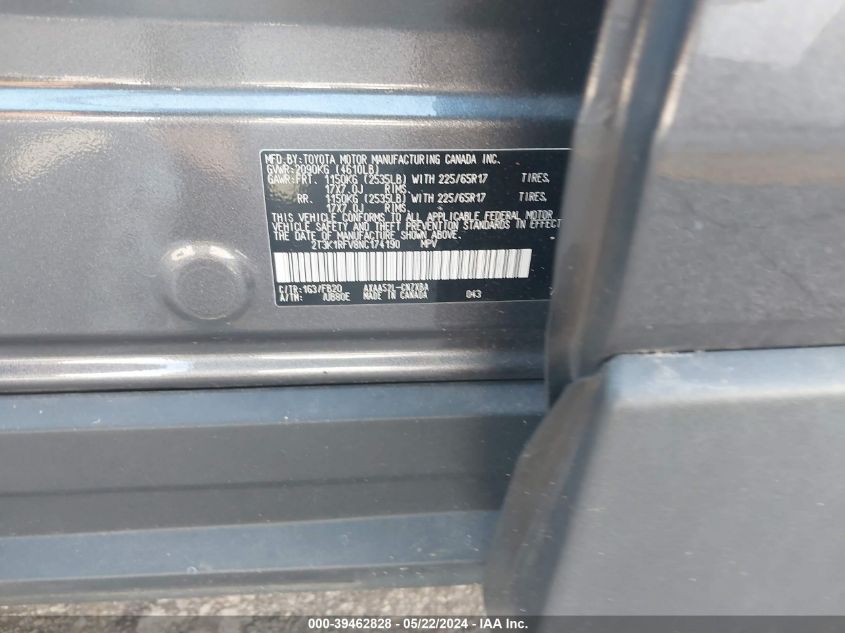 MFD.BY:TOYOTA MOTOR MANUFACTURING CANADA INC.
GVWR:2090KG (4610LB)
GAWR:FRT. 1150KG (2535LB) WITH 225/65R17 TIRES,
17X7.0J RIMS
RR. 1150KG (2535LB) WITH 225/65R17 TIRES,
17X7.0J RIMS
THIS VEHICLE CONFORMS TO ALL APPLICABLE FEDERAL MOTOR
VEHICLE SAFETY AND THEFT PREVENTION STANDARDS IN EFFECT
ON THE DATE OF MANUFACTURE SHOWN ABOVE.
2T3K1RFV8NC174190 MPV
C/TR:1G3/FB20 AXAA52L-CNZXBA
A/TM: /UB80E MADE IN CANADA 043
000-39462828 - 05/22/2024 - IAA Inc.